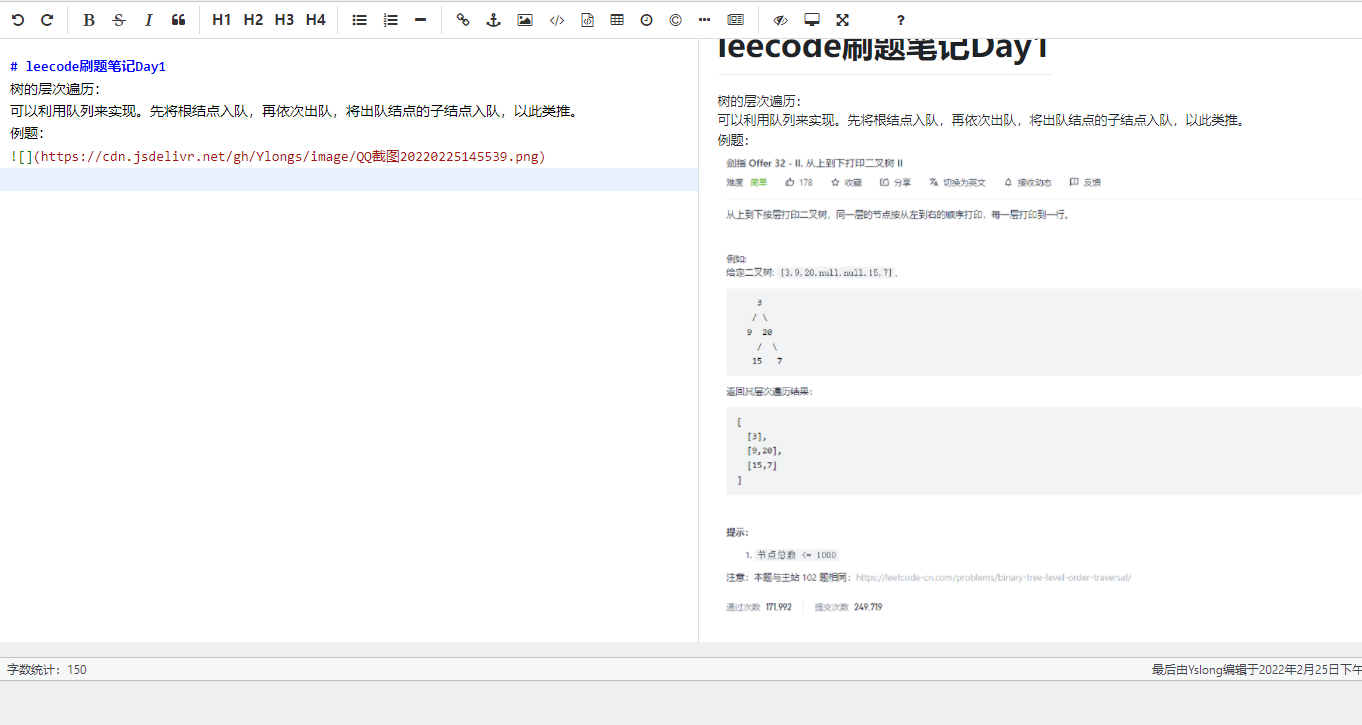 B S I H1 H2 H3 H4 ?
# leecode刷题笔记Day1
树的层次遍历：
可以利用队列来实现。先将根结点入队，再依次出队，将出队结点的子结点入队，以此类推。
例题：
![](https://cdn.jsdelivr.net/gh/Ylongs/image/QQ截图20220225145539.png)
leecode刷题笔记Day1
树的层次遍历：
可以利用队列来实现。先将根结点入队，再依次出队，将出队结点的子结点入队，以此类推。
例题：
剑指 Offer 32 - II. 从上到下打印二叉树 II
难度 简单 178 收藏 分享 切换为英文 接收动态 反馈
从上到下按层打印二叉树，同一层的节点按从左到右的顺序打印，每一层打印到一行。
例如:
给定二叉树: [3,9,20,null,null,15,7],
3
/ \
9 20
/ \
15 7
返回其层次遍历结果：
[
[3],
[9,20],
[15,7]
]
提示：
1. 节点总数 <= 1000
注意：本题与主站 102 题相同：https://leetcode-cn.com/problems/binary-tree-level-order-traversal/
通过次数 171,992 提交次数 249,719
字数统计：150
最后由Yslong编辑于2022年2月25日下午